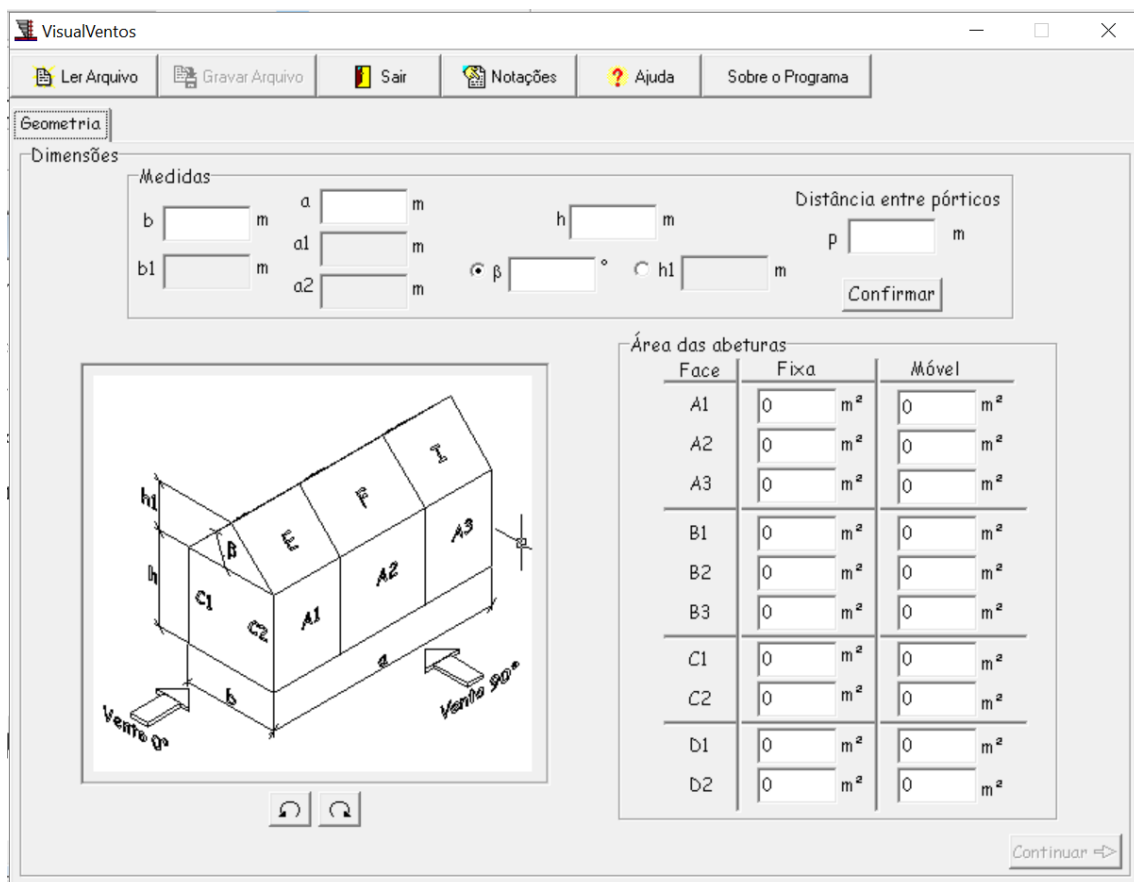 VisualVentos
Ler Arquivo Gravar Arquivo Sair Notações Ajuda Sobre o Programa
Geometria
Dimensões
Medidas
b m a m h m Distância entre pórticos
p m
b1 m a1 m β ° h1 m
a2 m
Confirmar
Área das abeturas
Face Fixa Móvel
A1 0 m² 0 m²
A2 0 m² 0 m²
A3 0 m² 0 m²
B1 0 m² 0 m²
B2 0 m² 0 m²
B3 0 m² 0 m²
C1 0 m² 0 m²
C2 0 m² 0 m²
D1 0 m² 0 m²
D2 0 m² 0 m²
h1
h
β
E
F
I
C1
C2
A1
A2
A3
b
a
Vento 0°
Vento 90°
Continuar